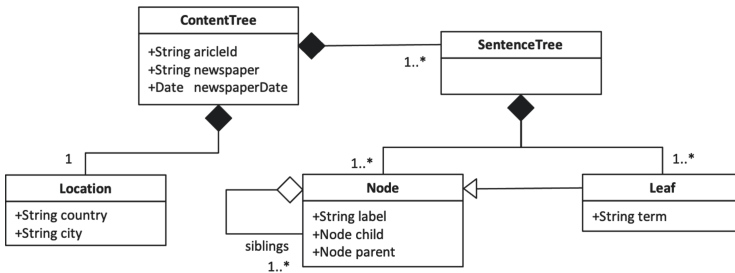 ContentTree
+String aricleId
+String newspaper
+Date newspaperDate
1..*
SentenceTree
1
Location
+String country
+String city
1..*
Node
+String label
+Node child
+Node parent
siblings
1..*
1..*
Leaf
+String term